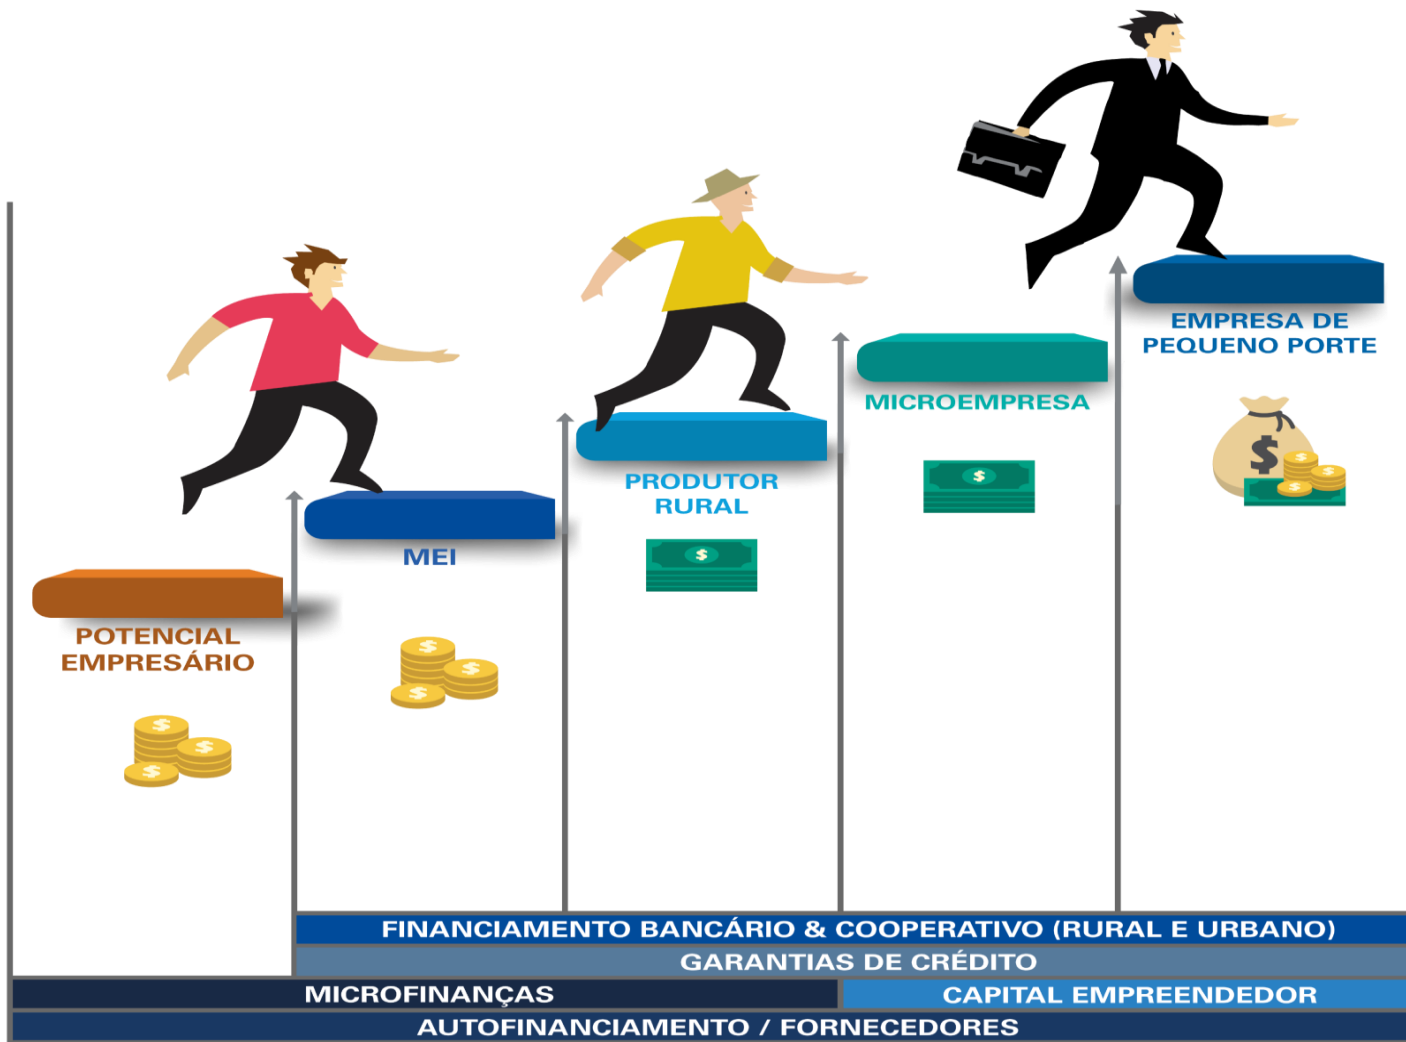 EMPRESA DE
PEQUENO PORTE
MICROEMPRESA
PRODUTOR
RURAL
MEI
POTENCIAL
EMPRESÁRIO
FINANCIAMENTO BANCÁRIO & COOPERATIVO (RURAL E URBANO)
GARANTIAS DE CRÉDITO
MICROFINANÇAS
CAPITAL EMPREENDEDOR
AUTOFINANCIAMENTO / FORNECEDORES